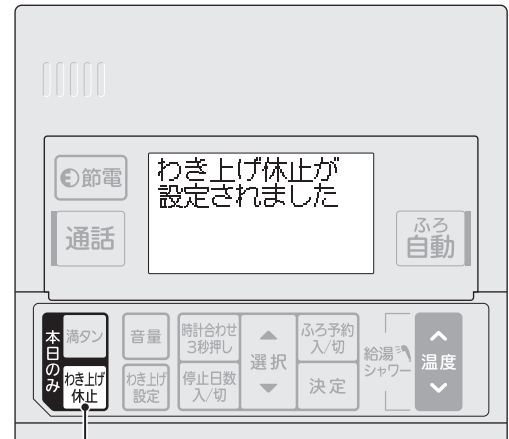 節電
わき上げ休止が
設定されました
通話
ふろ
自動
本日のみ
満タン
わき上げ
休止
音量
わき上げ
設定
時計合わせ
3秒押し
停止日数
入/切
選択
ふろ予約
入/切
決定
給湯
シャワー
温度